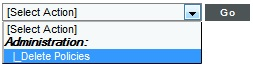 [Select Action] Go
[Select Action]
Administration:
|_Delete Policies